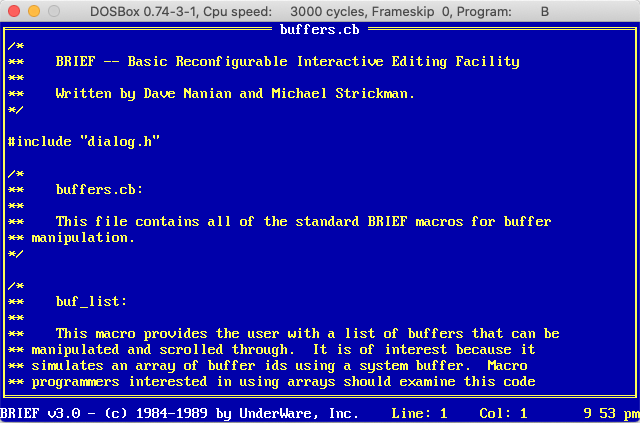 DOSBox 0.74-3-1, Cpu speed: 3000 cycles, Frameskip 0, Program: B
buffers.cb
/*
** BRIEF -- Basic Reconfigurable Interactive Editing Facility
**
** Written by Dave Nanian and Michael Strickman.
*/
#include "dialog.h"
/*
** buffers.cb:
**
** This file contains all of the standard BRIEF macros for buffer
** manipulation.
*/
/*
** buf_list:
**
** This macro provides the user with a list of buffers that can be
** manipulated and scrolled through. It is of interest because it
** simulates an array of buffer ids using a system buffer. Macro
** programmers interested in using arrays should examine this code
BRIEF v3.0 - (c) 1984-1989 by UnderWare, Inc. Line: 1 Col: 1 9 53 pm